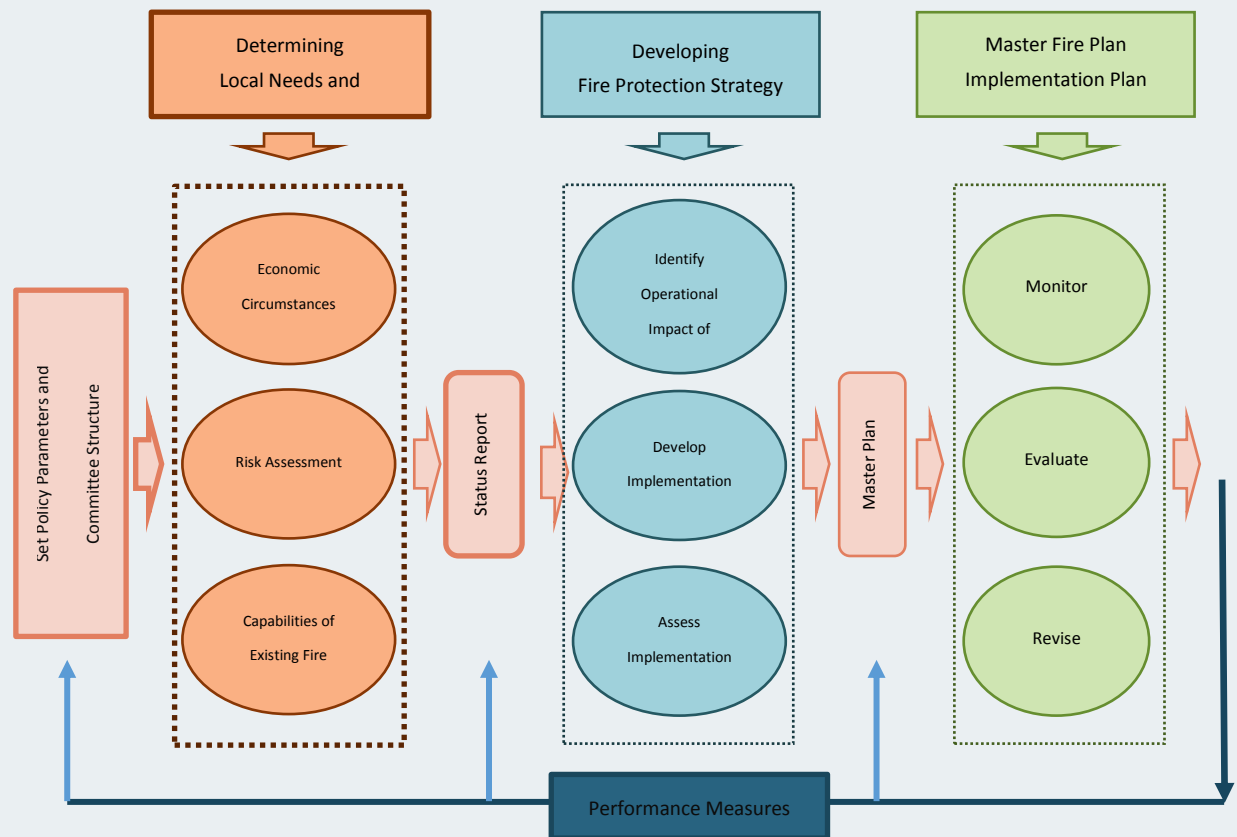 Determining
Local Needs and
Developing
Fire Protection Strategy
Master Fire Plan
Implementation Plan
Set Policy Parameters and
Committee Structure
Economic
Circumstances
Risk Assessment
Capabilities of
Existing Fire
Status Report
Identify
Operational
Impact of
Develop
Implementation
Assess
Implementation
Master Plan
Monitor
Evaluate
Revise
Performance Measures